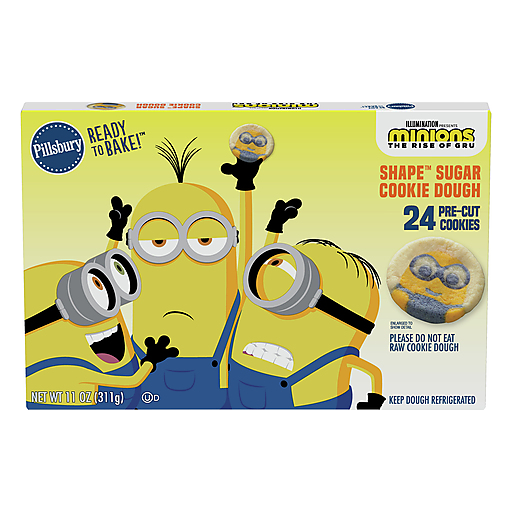 Pillsbury
READY
TO BAKE!™
ILLUMINATION PRESENTS
MINIONS
THE RISE OF GRU
SHAPE™ SUGAR
COOKIE DOUGH
24 PRE-CUT
COOKIES
ENLARGED TO
SHOW DETAIL
PLEASE DO NOT EAT
RAW COOKIE DOUGH
NET WT 11 OZ (311g)
U D
KEEP DOUGH REFRIGERATED